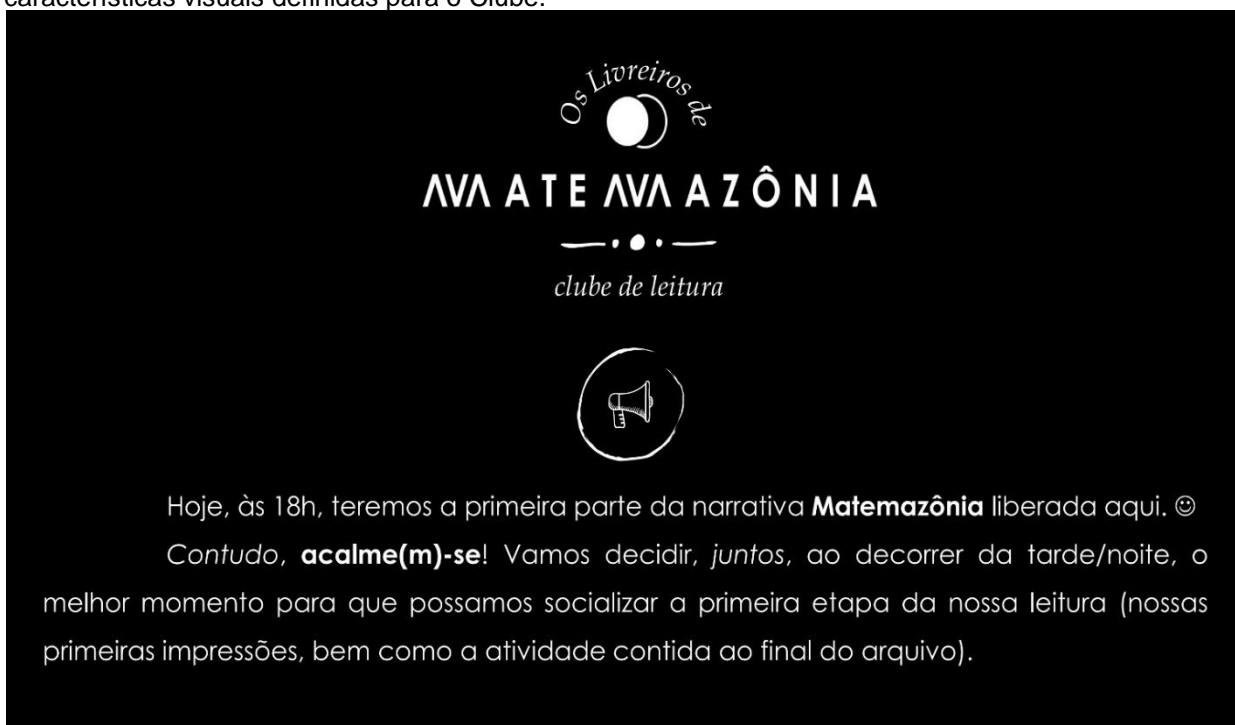 características visuais definidas para o Clube.
Os Livreiros de
MATEMAZÔNIA
clube de leitura
Hoje, às 18h, teremos a primeira parte da narrativa Matemazônia liberada aqui. ☺
Contudo, acalme(m)-se! Vamos decidir, juntos, ao decorrer da tarde/noite, o
melhor momento para que possamos socializar a primeira etapa da nossa leitura (nossas
primeiras impressões, bem como a atividade contida ao final do arquivo).